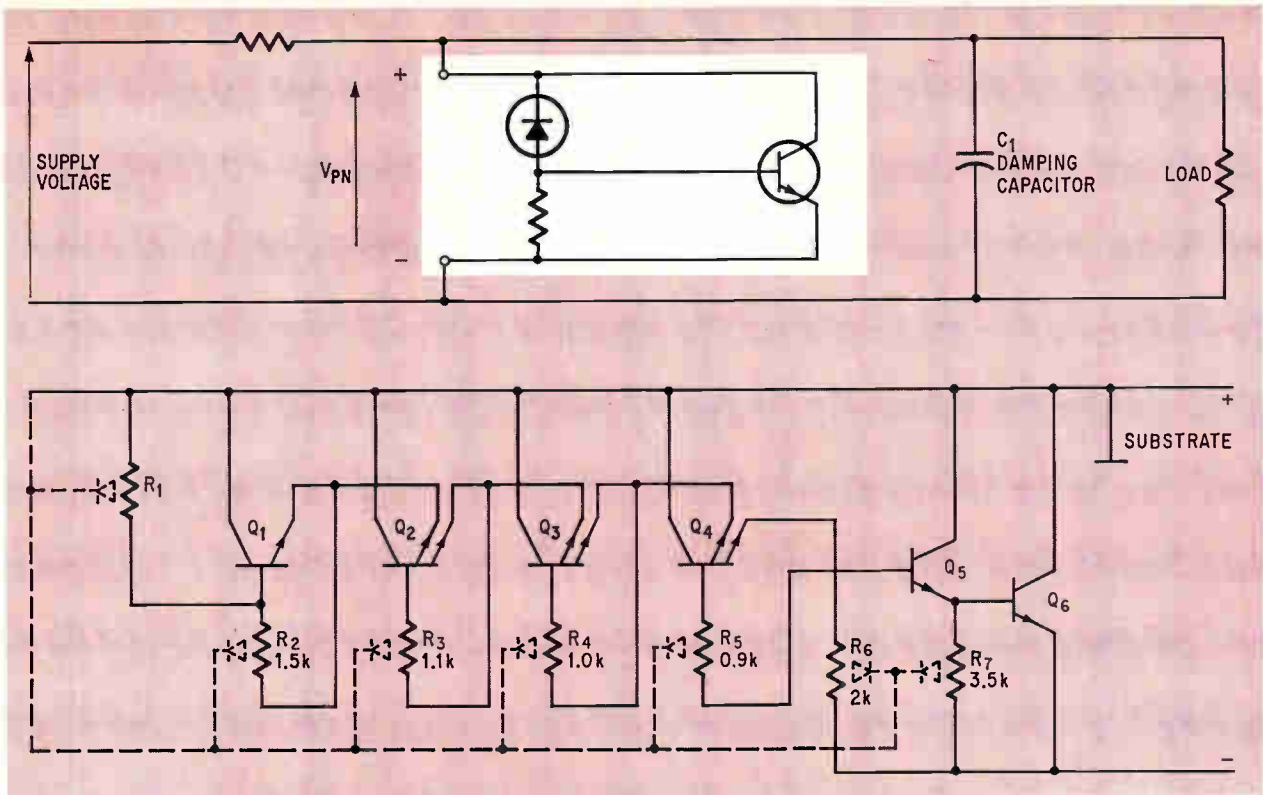 +
SUPPLY
VOLTAGE
V_PN
C₁
DAMPING
CAPACITOR
LOAD
−
+
SUBSTRATE
R₁
Q₁
Q₂
Q₃
Q₄
Q₅
Q₆
R₂
1.5k
R₃
1.1k
R₄
1.0k
R₅
0.9k
R₆
2k
R₇
3.5k
−